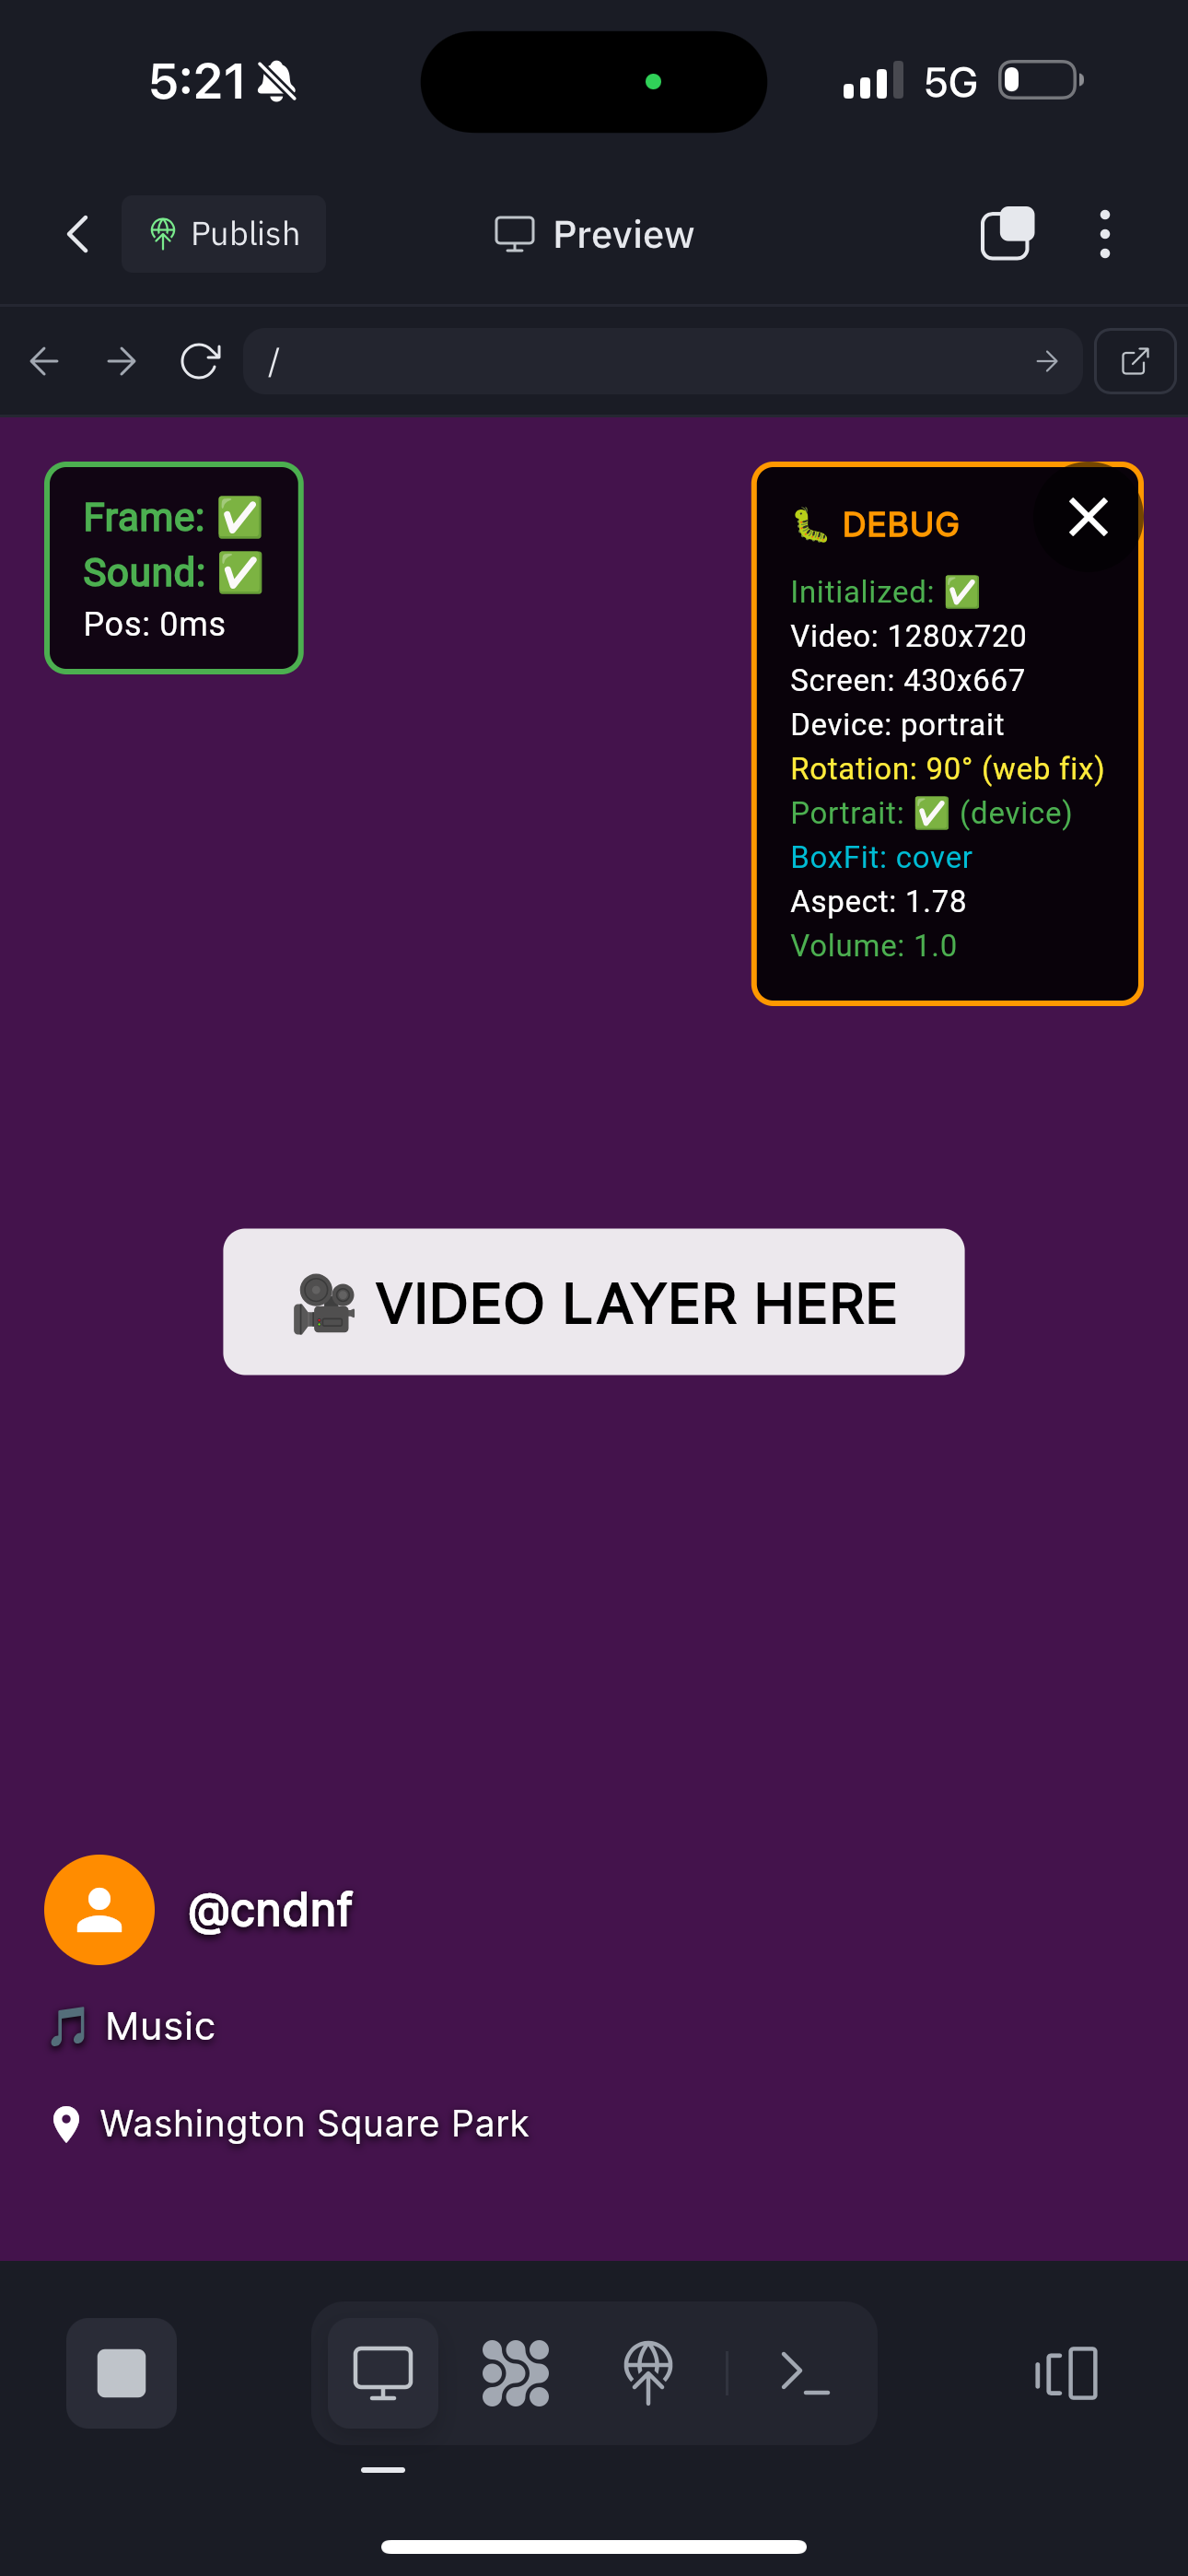 5:21
5G
Publish
Preview
/
Frame: ✅
Sound: ✅
Pos: 0ms
🐛 DEBUG
Initialized: ✅
Video: 1280x720
Screen: 430x667
Device: portrait
Rotation: 90° (web fix)
Portrait: ✅ (device)
BoxFit: cover
Aspect: 1.78
Volume: 1.0
🎥 VIDEO LAYER HERE
@cndnf
🎵 Music
Washington Square Park